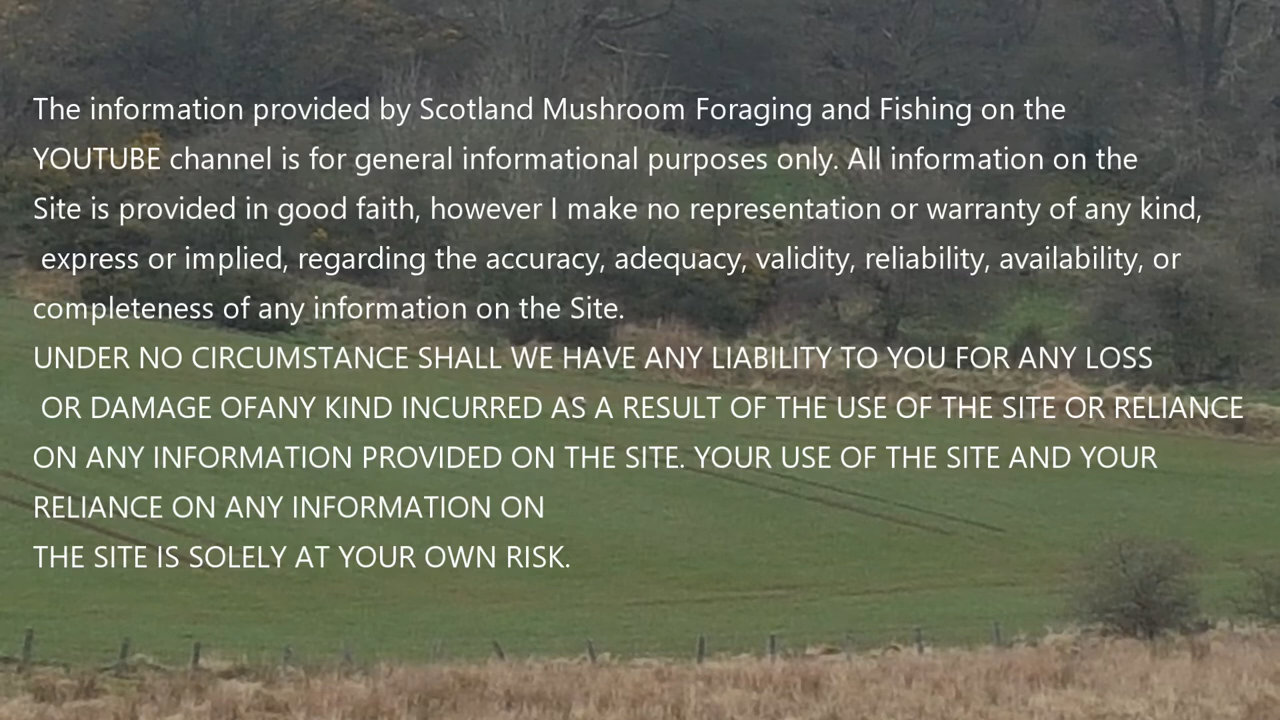 The information provided by Scotland Mushroom Foraging and Fishing on the
YOUTUBE channel is for general informational purposes only. All information on the
Site is provided in good faith, however I make no representation or warranty of any kind,
express or implied, regarding the accuracy, adequacy, validity, reliability, availability, or
completeness of any information on the Site.
UNDER NO CIRCUMSTANCE SHALL WE HAVE ANY LIABILITY TO YOU FOR ANY LOSS
OR DAMAGE OFANY KIND INCURRED AS A RESULT OF THE USE OF THE SITE OR RELIANCE
ON ANY INFORMATION PROVIDED ON THE SITE. YOUR USE OF THE SITE AND YOUR
RELIANCE ON ANY INFORMATION ON
THE SITE IS SOLELY AT YOUR OWN RISK.